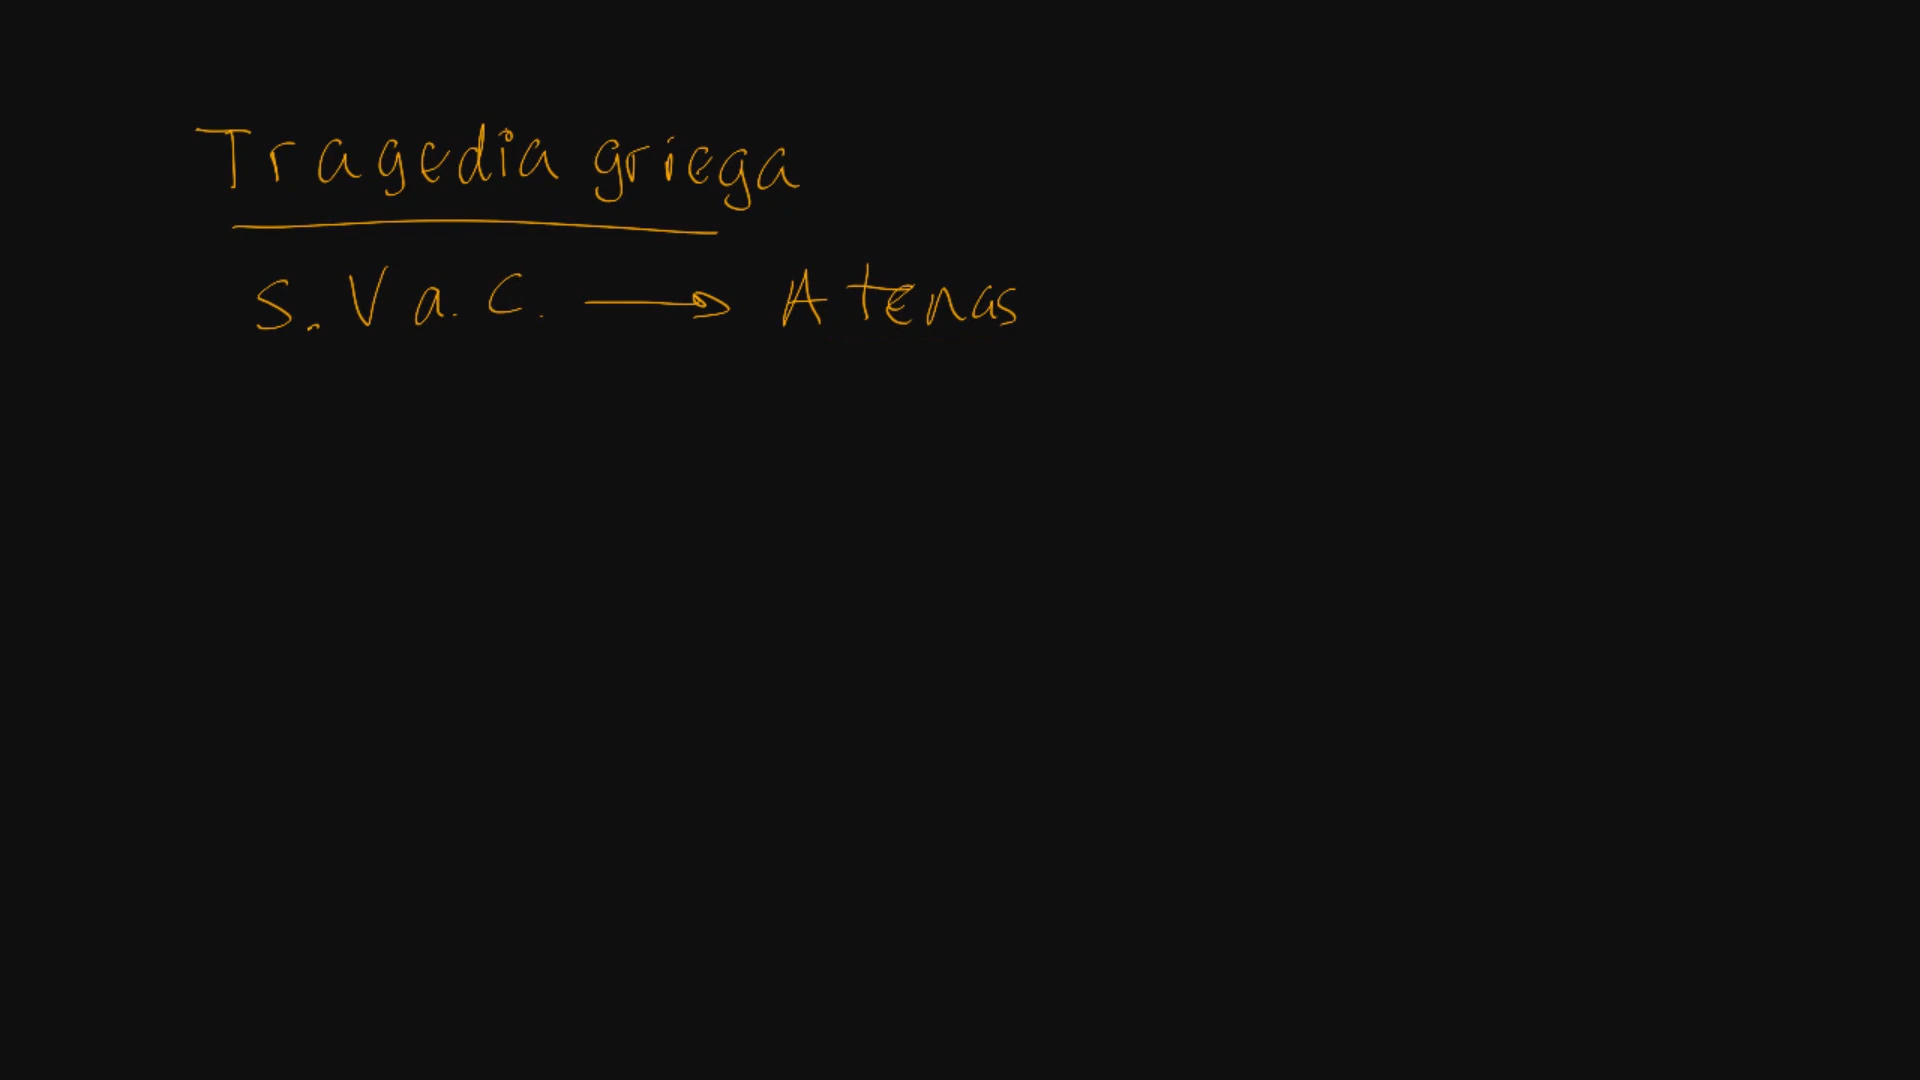 Tragedia griega
S. V a. C. → Atenas